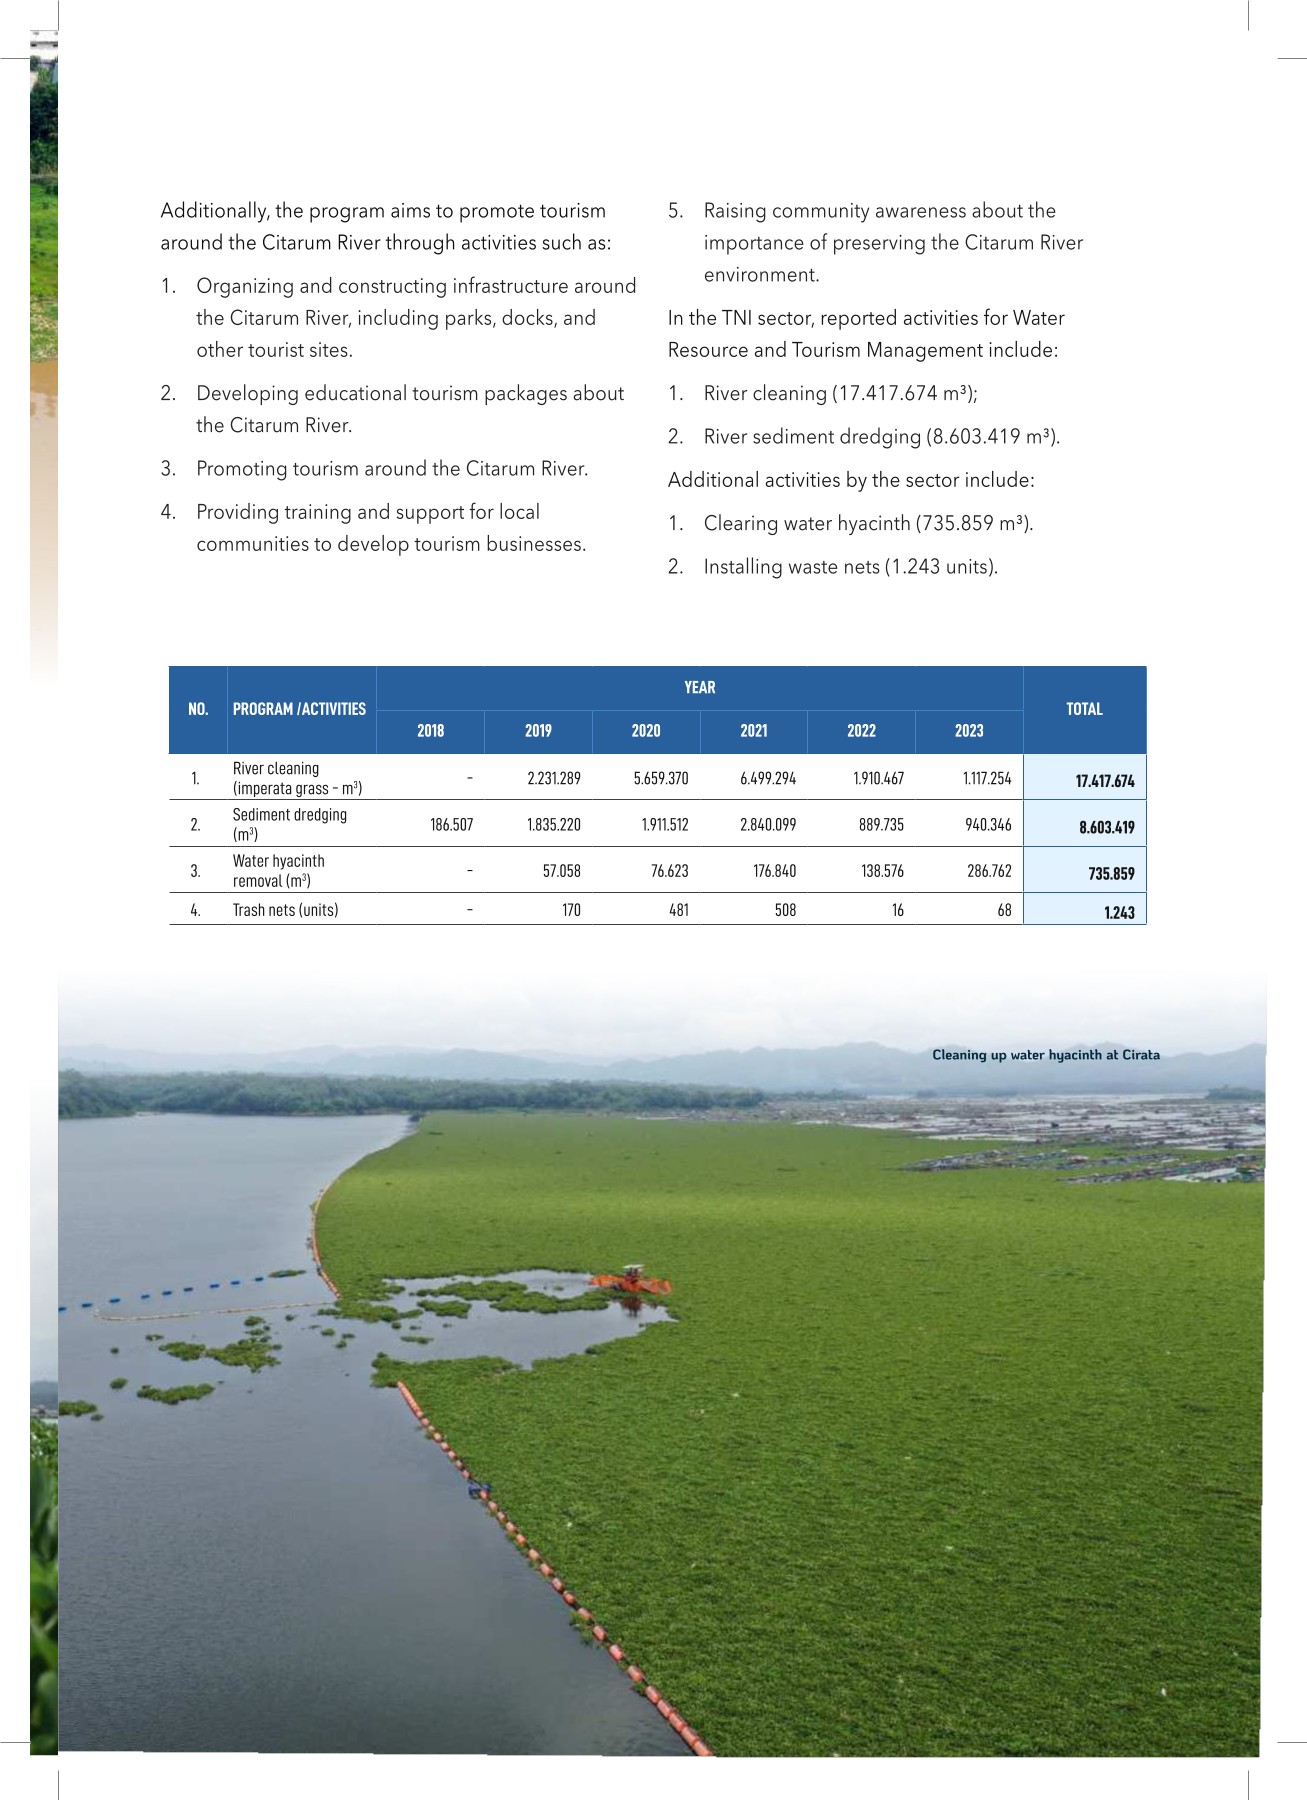 Additionally, the program aims to promote tourism
around the Citarum River through activities such as:
1. Organizing and constructing infrastructure around
the Citarum River, including parks, docks, and
other tourist sites.
2. Developing educational tourism packages about
the Citarum River.
3. Promoting tourism around the Citarum River.
4. Providing training and support for local
communities to develop tourism businesses.
5. Raising community awareness about the
importance of preserving the Citarum River
environment.
In the TNI sector, reported activities for Water
Resource and Tourism Management include:
1. River cleaning (17.417.674 m³);
2. River sediment dredging (8.603.419 m³).
Additional activities by the sector include:
1. Clearing water hyacinth (735.859 m³).
2. Installing waste nets (1.243 units).
NO. PROGRAM /ACTIVITIES YEAR TOTAL
2018 2019 2020 2021 2022 2023
1. River cleaning
(imperata grass – m³) – 2.231.289 5.659.370 6.499.294 1.910.467 1.117.254 17.417.674
2. Sediment dredging
(m³) 186.507 1.835.220 1.911.512 2.840.099 889.735 940.346 8.603.419
3. Water hyacinth
removal (m³) – 57.058 76.623 176.840 138.576 286.762 735.859
4. Trash nets (units) – 170 481 508 16 68 1.243
Cleaning up water hyacinth at Cirata